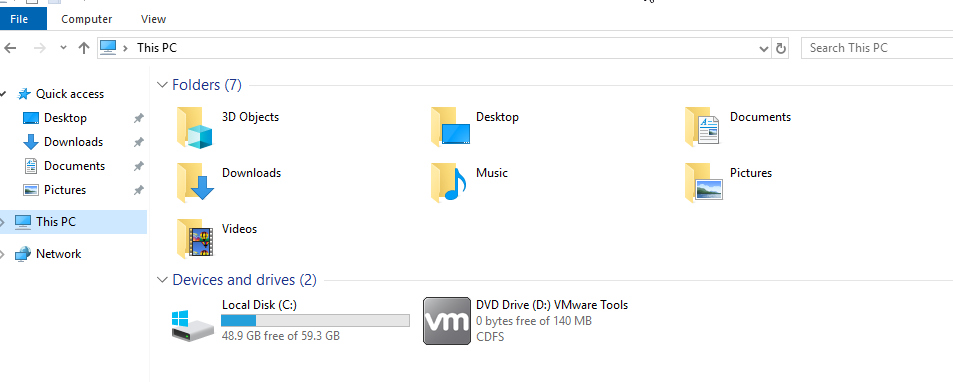 File Computer View
This PC Search This PC
Folders (7)
Quick access
Desktop
Downloads
Documents
Pictures
This PC
Network
3D Objects Desktop Documents
Downloads Music Pictures
Videos
Devices and drives (2)
Local Disk (C:)
48.9 GB free of 59.3 GB
vm
DVD Drive (D:) VMware Tools
0 bytes free of 140 MB
CDFS